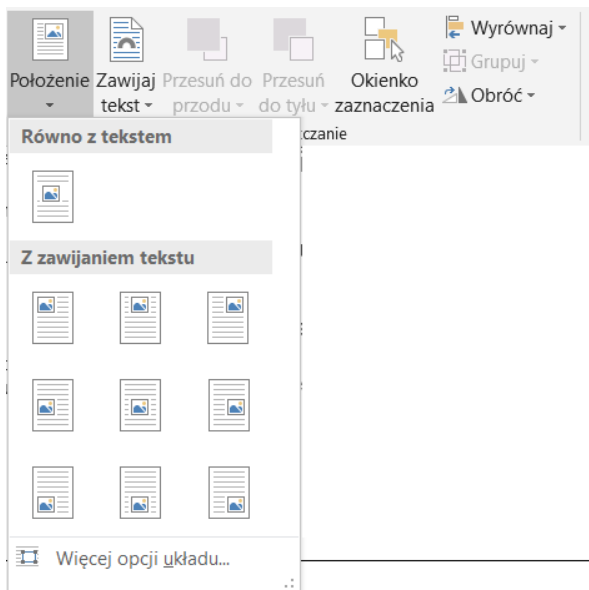 Położenie
Zawijaj tekst
Przesuń do przodu
Przesuń do tyłu
Okienko zaznaczenia
Wyrównaj
Grupuj
Obróć
Równo z tekstem
Z zawijaniem tekstu
Więcej opcji układu...